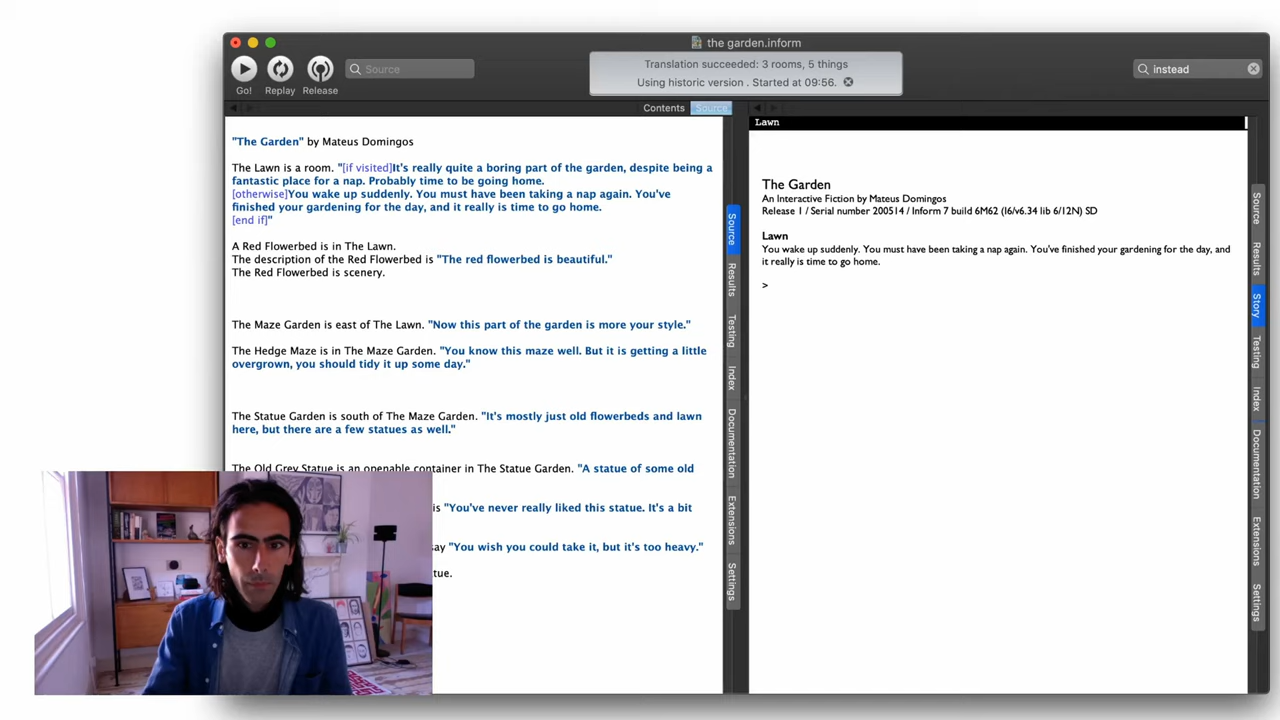 the garden.inform
Translation succeeded: 3 rooms, 5 things
Using historic version . Started at 09:56.
Go!
Replay
Release
Source
instead
Contents
Source
"The Garden" by Mateus Domingos
The Lawn is a room. "[if visited]It's really quite a boring part of the garden, despite being a
fantastic place for a nap. Probably time to be going home.
[otherwise]You wake up suddenly. You must have been taking a nap again. You've
finished your gardening for the day, and it really is time to go home.
[end if]"
A Red Flowerbed is in The Lawn.
The description of the Red Flowerbed is "The red flowerbed is beautiful."
The Red Flowerbed is scenery.
The Maze Garden is east of The Lawn. "Now this part of the garden is more your style."
The Hedge Maze is in The Maze Garden. "You know this maze well. But it is getting a little
overgrown, you should tidy it up some day."
The Statue Garden is south of The Maze Garden. "It's mostly just old flowerbeds and lawn
here, but there are a few statues as well."
The Old Grey Statue is an openable container in The Statue Garden. "A statue of some old
is "You've never really liked this statue. It's a bit
say "You wish you could take it, but it's too heavy."
tue.
Source
Results
Testing
Index
Documentation
Extensions
Settings
Lawn
The Garden
An Interactive Fiction by Mateus Domingos
Release 1 / Serial number 200514 / Inform 7 build 6M62 (I6/v6.34 lib 6/12N) SD
Lawn
You wake up suddenly. You must have been taking a nap again. You've finished your gardening for the day, and
it really is time to go home.
>
Source
Results
Story
Testing
Index
Documentation
Extensions
Settings